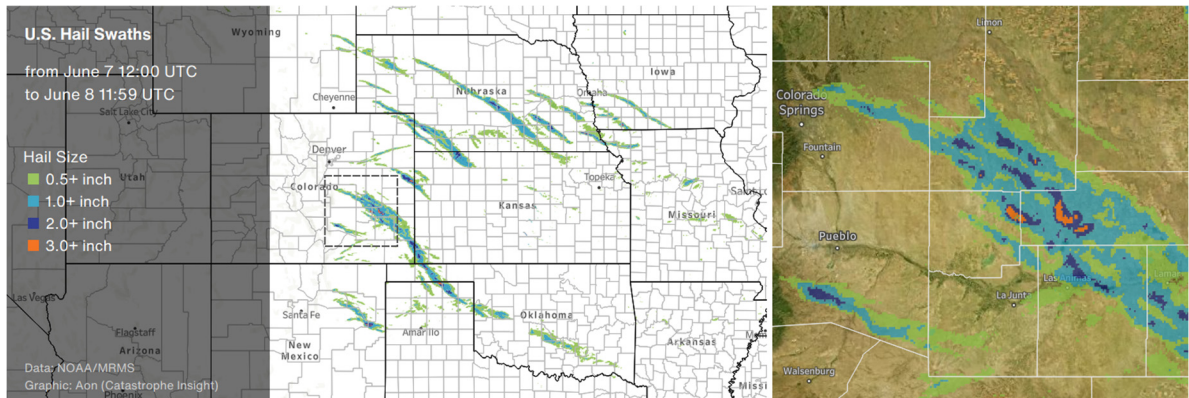 U.S. Hail Swaths
from June 7 12:00 UTC
to June 8 11:59 UTC
Hail Size
0.5+ inch
1.0+ inch
2.0+ inch
3.0+ inch
Data: NOAA/MRMS
Graphic: Aon (Catastrophe Insight)
Wyoming
Salt Lake City
Utah
Las Vegas
Flagstaff
Arizona
Phoenix
Cheyenne
Denver
Colorado
Santa Fe
New
Mexico
Amarillo
Nebraska
Omaha
Iowa
Topeka
Kansas
Missouri
Oklahoma
Arkansas
Limon
Colorado
Springs
Fountain
Pueblo
La Junta
Walsenburg